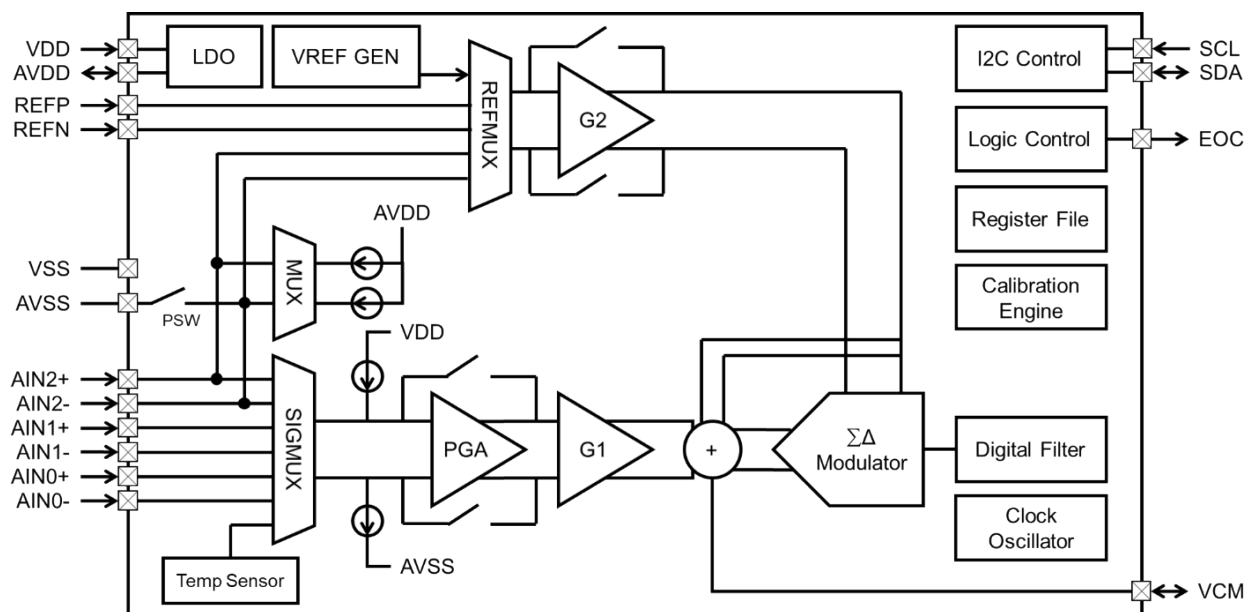 VDD
AVDD
REFP
REFN
LDO
VREF GEN
REFMUX
G2
I2C Control
SCL
SDA
Logic Control
EOC
Register File
Calibration
Engine
VSS
AVSS
PSW
MUX
AVDD
VDD
AIN2+
AIN2-
AIN1+
AIN1-
AIN0+
AIN0-
SIGMUX
PGA
G1
+
ΣΔ
Modulator
Digital Filter
Clock
Oscillator
AVSS
Temp Sensor
VCM